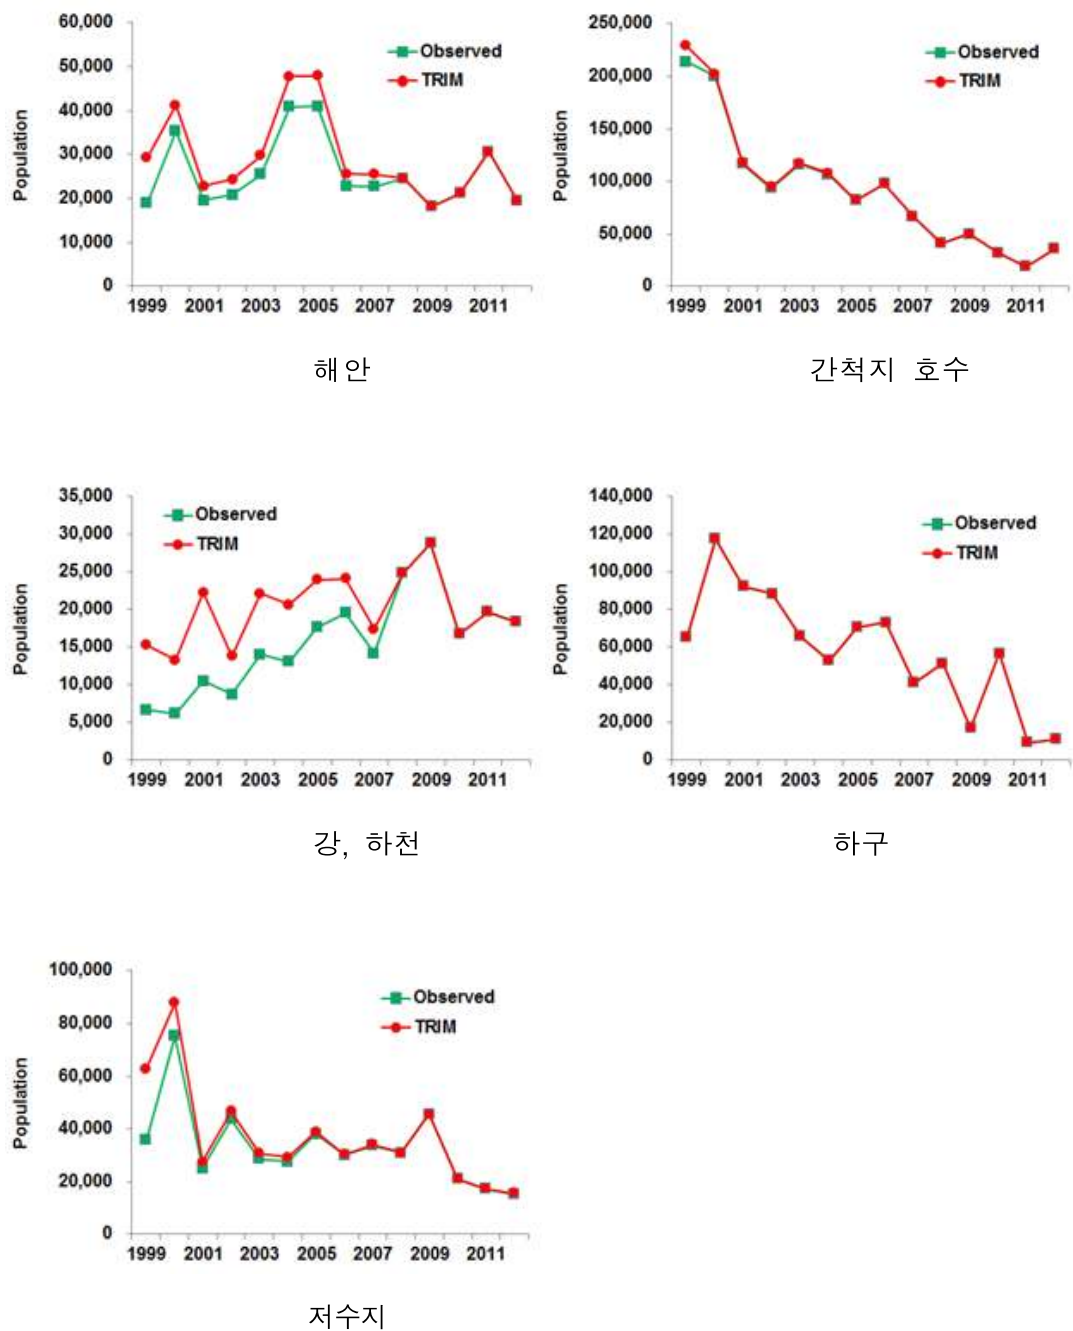 60,000
50,000
40,000
30,000
20,000
10,000
0
Population
Observed
TRIM
1999 2001 2003 2005 2007 2009 2011
해안
250,000
200,000
150,000
100,000
50,000
0
Population
Observed
TRIM
1999 2001 2003 2005 2007 2009 2011
간척지 호수
35,000
30,000
25,000
20,000
15,000
10,000
5,000
0
Population
Observed
TRIM
1999 2001 2003 2005 2007 2009 2011
강, 하천
140,000
120,000
100,000
80,000
60,000
40,000
20,000
0
Population
Observed
TRIM
1999 2001 2003 2005 2007 2009 2011
하구
100,000
80,000
60,000
40,000
20,000
0
Population
Observed
TRIM
1999 2001 2003 2005 2007 2009 2011
저수지